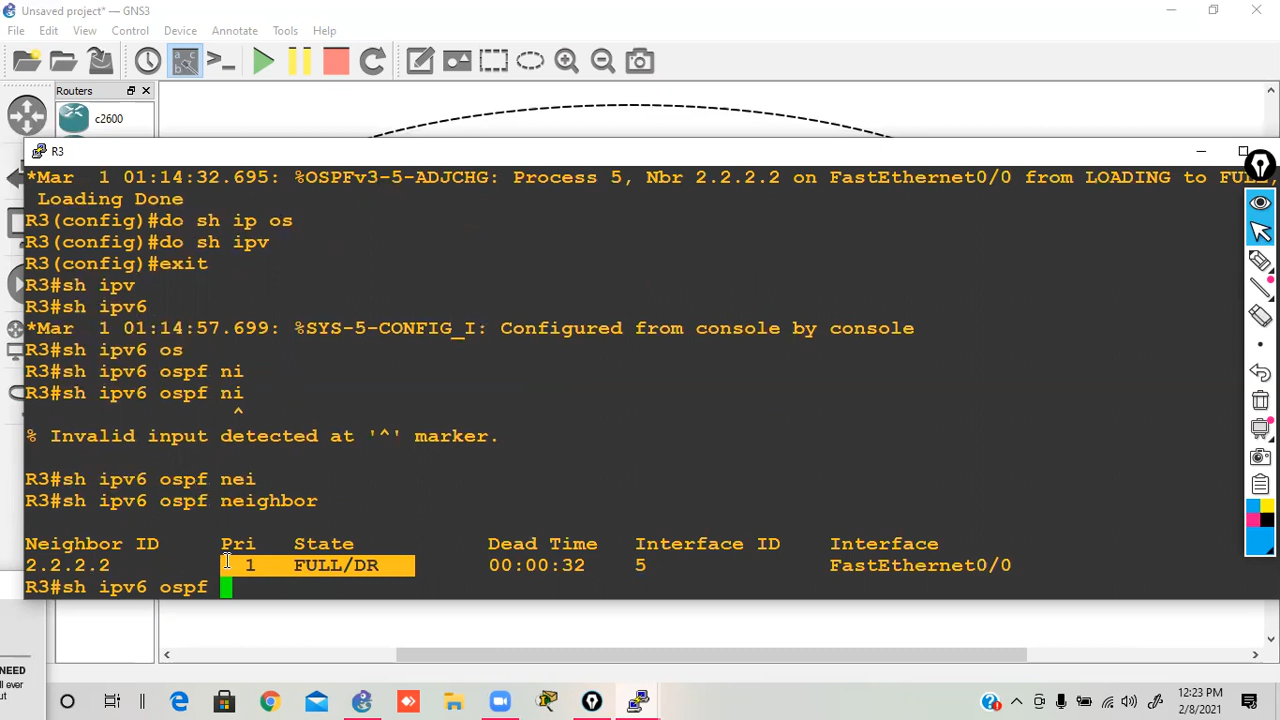 Unsaved project* — GNS3
File Edit View Control Device Annotate Tools Help
Routers
c2600
R3
*Mar  1 01:14:32.695: %OSPFv3-5-ADJCHG: Process 5, Nbr 2.2.2.2 on FastEthernet0/0 from LOADING to FULL,
Loading Done
R3(config)#do sh ip os
R3(config)#do sh ipv
R3(config)#exit
R3#sh ipv
R3#sh ipv6
*Mar  1 01:14:57.699: %SYS-5-CONFIG_I: Configured from console by console
R3#sh ipv6 os
R3#sh ipv6 ospf ni
R3#sh ipv6 ospf ni
^
% Invalid input detected at '^' marker.
R3#sh ipv6 ospf nei
R3#sh ipv6 ospf neighbor
Neighbor ID Pri State Dead Time Interface ID Interface
2.2.2.2 1 FULL/DR 00:00:32 5 FastEthernet0/0
R3#sh ipv6 ospf
NEED
ll ever
12:23 PM
2/8/2021